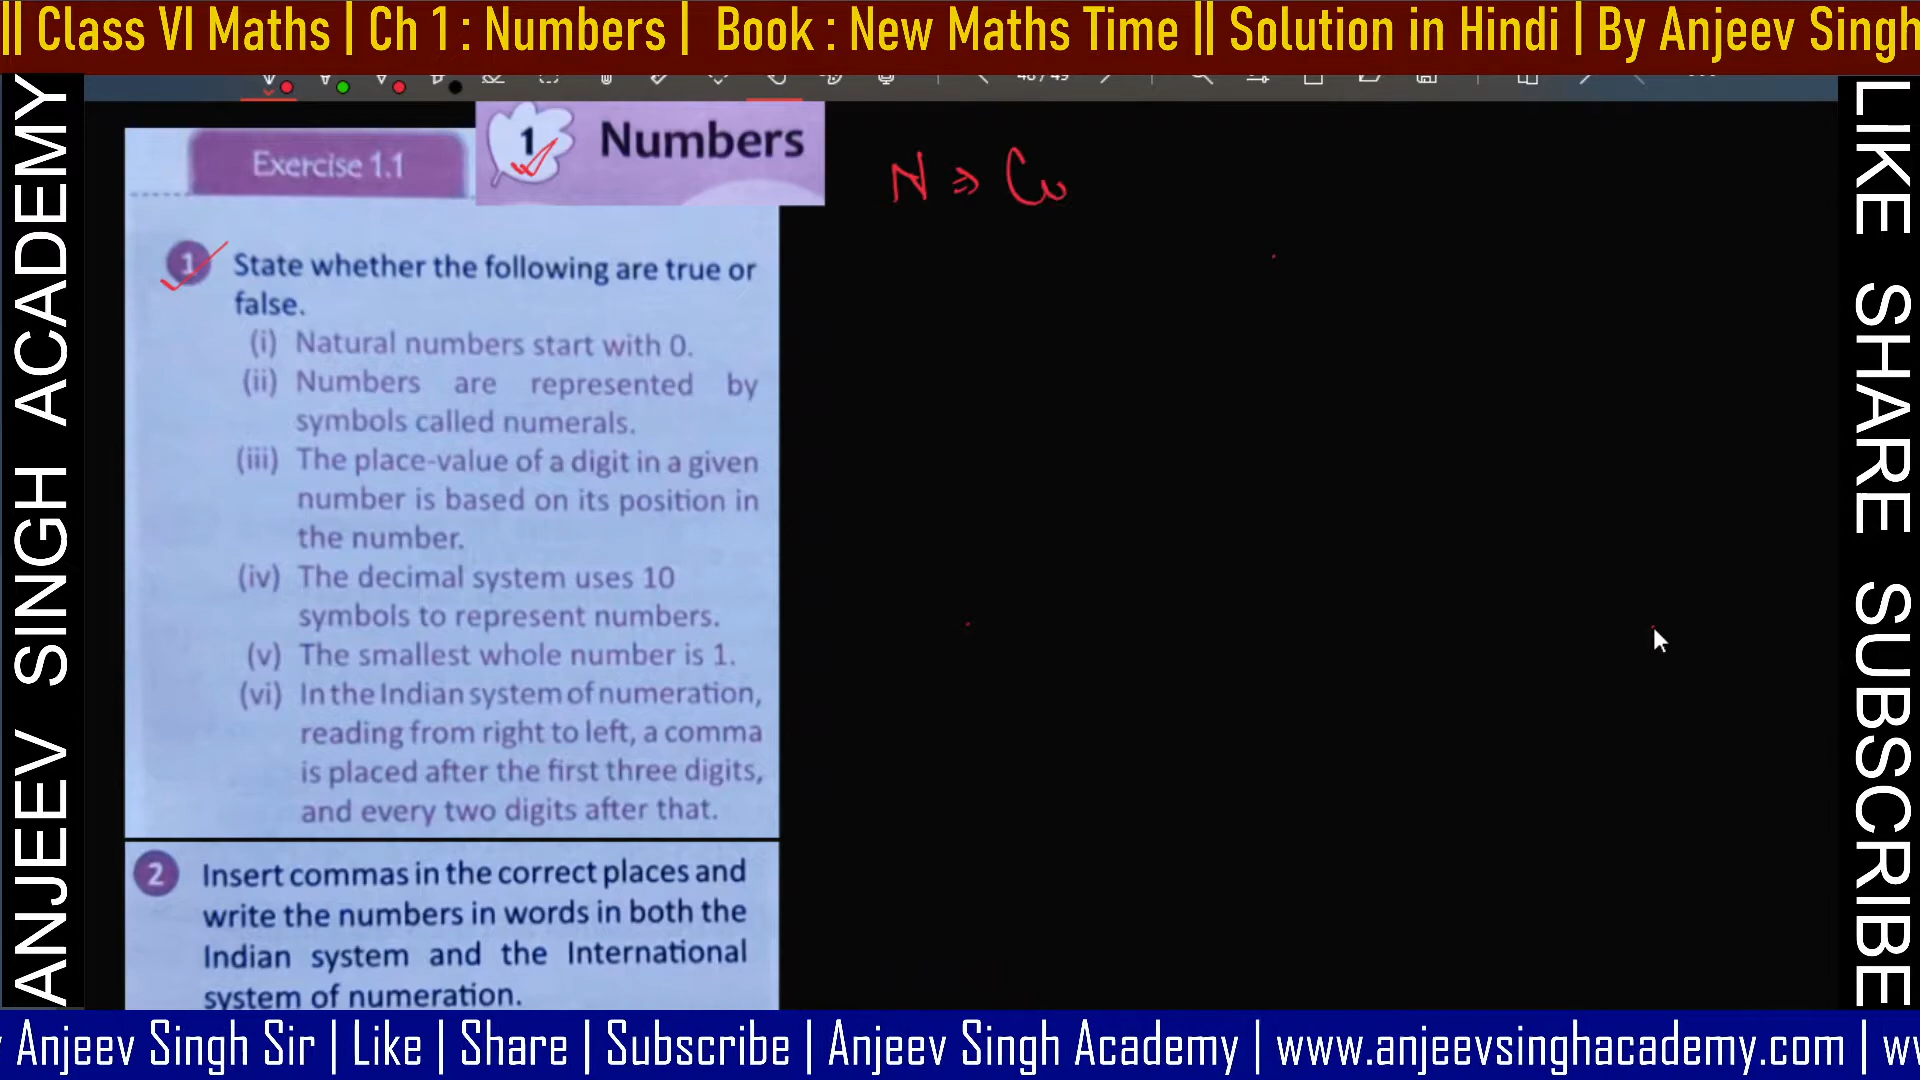 || Class VI Maths | Ch 1 : Numbers | Book : New Maths Time || Solution in Hindi | By Anjeev Singh
ANJEEV SINGH ACADEMY
Exercise 1.1
1 Numbers
N ⇒ Cu
1 State whether the following are true or
false.
(i) Natural numbers start with 0.
(ii) Numbers are represented by
symbols called numerals.
(iii) The place-value of a digit in a given
number is based on its position in
the number.
(iv) The decimal system uses 10
symbols to represent numbers.
(v) The smallest whole number is 1.
(vi) In the Indian system of numeration,
reading from right to left, a comma
is placed after the first three digits,
and every two digits after that.
2 Insert commas in the correct places and
write the numbers in words in both the
Indian system and the International
system of numeration.
LIKE SHARE SUBSCRIBE
Anjeev Singh Sir | Like | Share | Subscribe | Anjeev Singh Academy | www.anjeevsinghacademy.com |